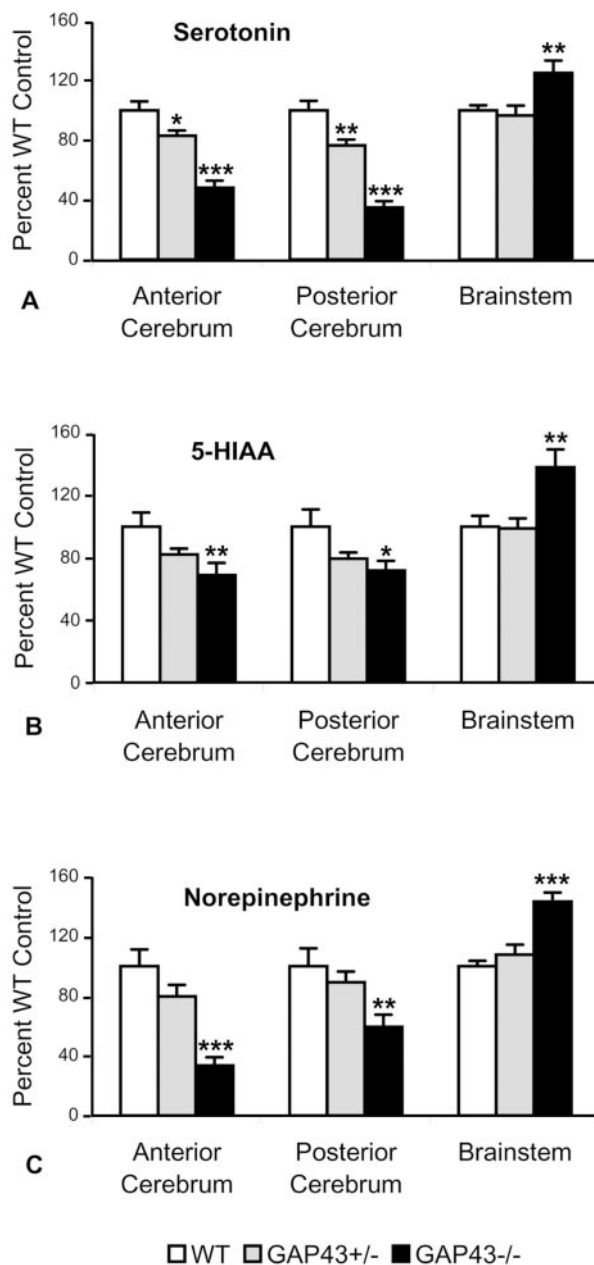 Serotonin
Percent WT Control
160
120
80
40
0
*
***
**
***
**
Anterior Cerebrum
Posterior Cerebrum
Brainstem
A
5-HIAA
Percent WT Control
160
120
80
40
0
**
*
**
Anterior Cerebrum
Posterior Cerebrum
Brainstem
B
Norepinephrine
Percent WT Control
160
120
80
40
0
***
**
***
Anterior Cerebrum
Posterior Cerebrum
Brainstem
C
WT GAP43+/- GAP43-/-